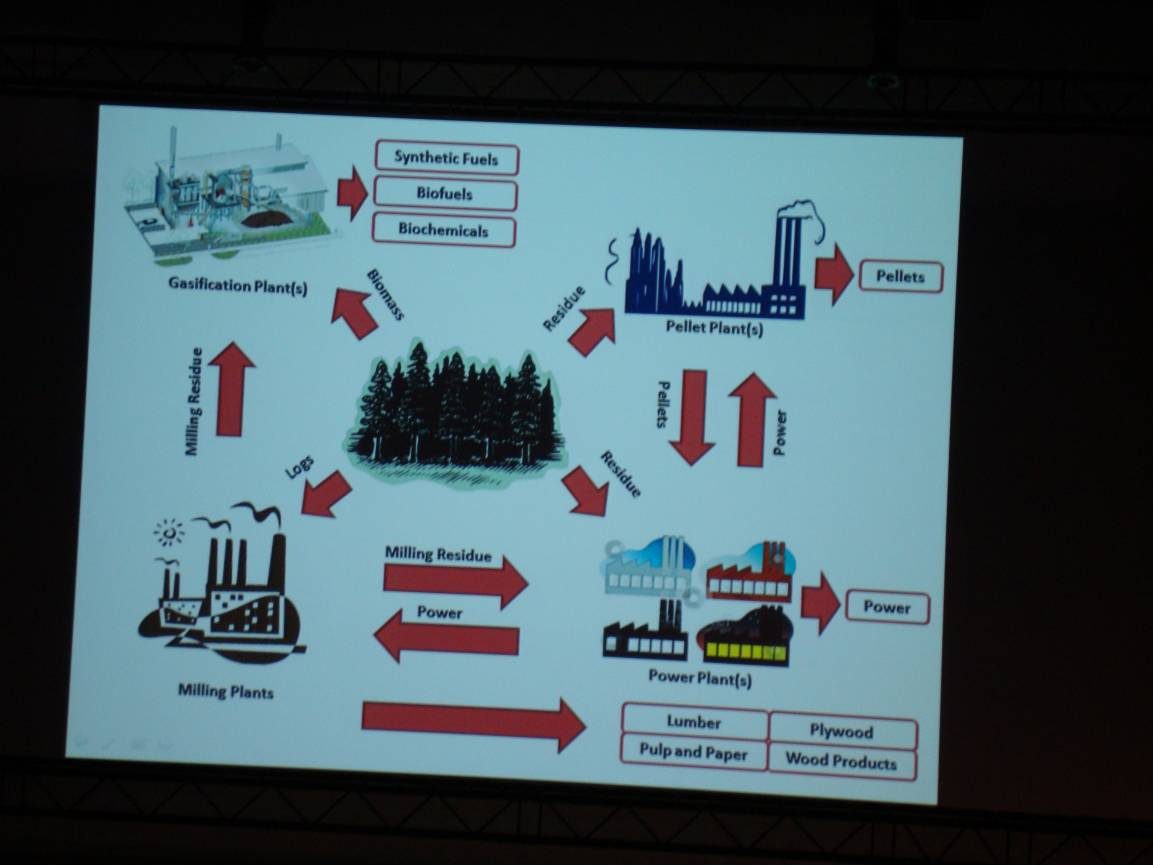 Synthetic Fuels
Biofuels
Biochemicals
Gasification Plant(s)
Biomass
Residue
Pellets
Pellet Plant(s)
Milling Residue
Pellets
Power
Logs
Residue
Milling Residue
Power
Power
Milling Plants
Power Plant(s)
Lumber
Plywood
Pulp and Paper
Wood Products